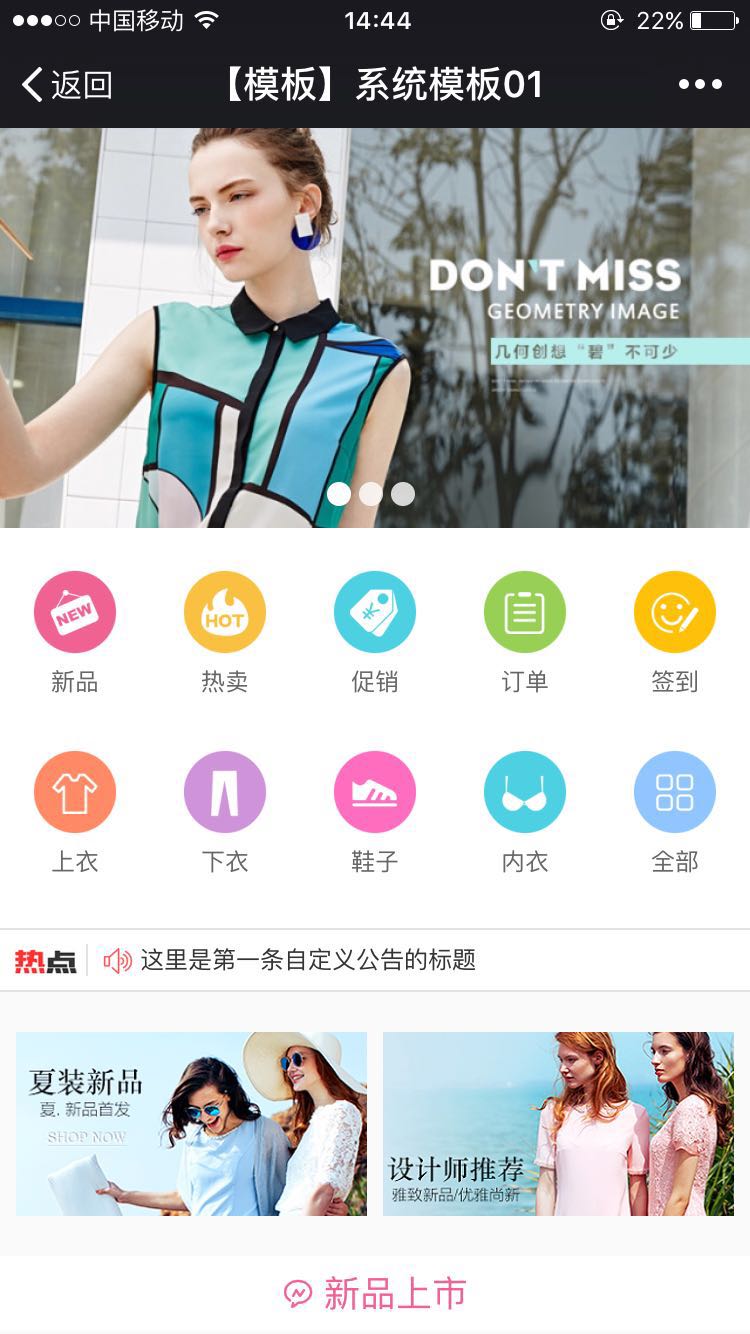 中国移动 14:44 22%
返回 【模板】系统模板01
DON'T MISS
GEOMETRY IMAGE
几何创想 “碧” 不可少
NEW HOT
新品 热卖 促销 订单 签到
上衣 下衣 鞋子 内衣 全部
热点 这里是第一条自定义公告的标题
夏装新品
夏. 新品首发
SHOP NOW
设计师推荐
雅致新品/优雅尚新
新品上市